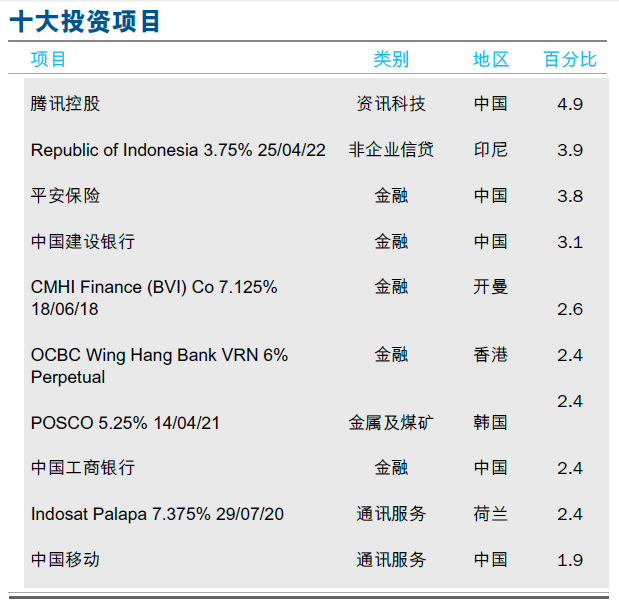 十大投资项目
项目 类别 地区 百分比
腾讯控股 资讯科技 中国 4.9
Republic of Indonesia 3.75% 25/04/22 非企业信贷 印尼 3.9
平安保险 金融 中国 3.8
中国建设银行 金融 中国 3.1
CMHI Finance (BVI) Co 7.125% 金融 开曼
18/06/18 2.6
OCBC Wing Hang Bank VRN 6% 金融 香港 2.4
Perpetual
2.4
POSCO 5.25% 14/04/21 金属及煤矿 韩国
中国工商银行 金融 中国 2.4
Indosat Palapa 7.375% 29/07/20 通讯服务 荷兰 2.4
中国移动 通讯服务 中国 1.9